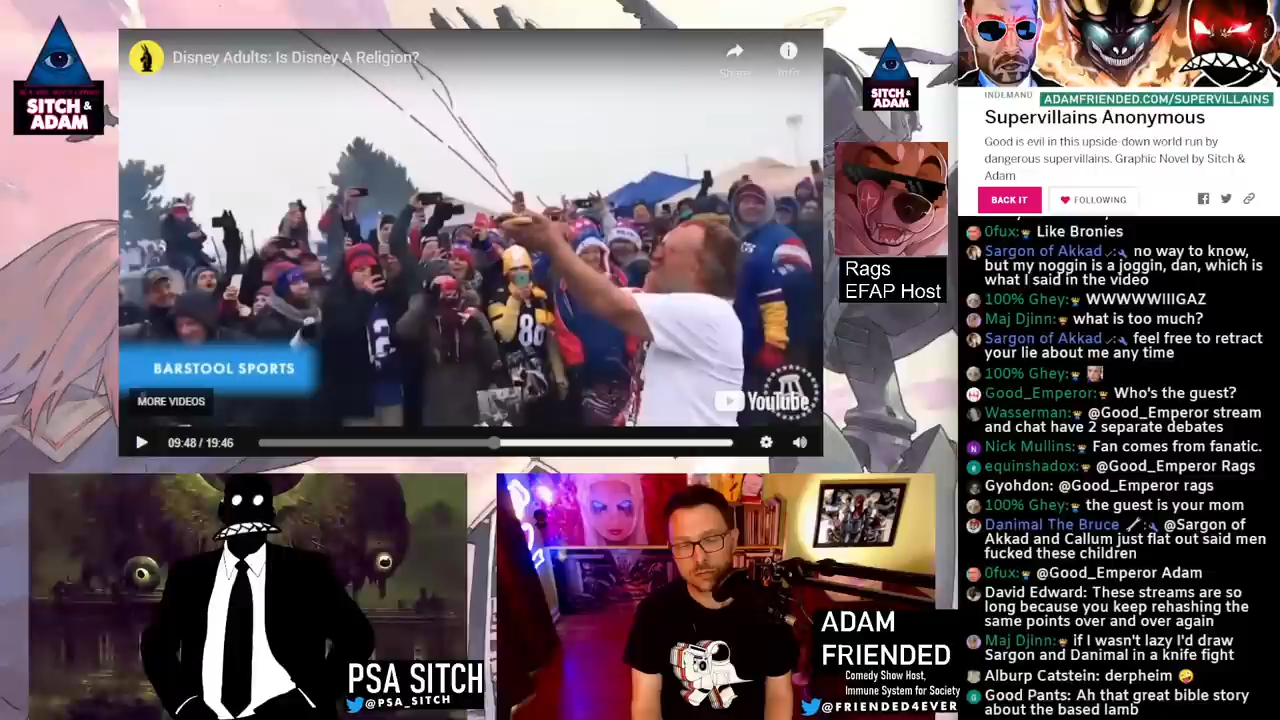 Disney Adults: Is Disney A Religion?
Share
Info
SITCH &
ADAM
SITCH &
ADAM
BARSTOOL SPORTS
MORE VIDEOS
YouTube
86
2
09:48 / 19:46
Rags
EFAP Host
PSA SITCH
@PSA_SITCH
ADAM
FRIENDED
Comedy Show Host,
Immune System for Society
@FRIENDED4EVER
INDEMAND
ADAMFRIENDED.COM/SUPERVILLAINS
Supervillains Anonymous
Good is evil in this upside-down world run by
dangerous supervillains. Graphic Novel by Sitch &
Adam
BACK IT
FOLLOWING
0fux: Like Bronies
Sargon of Akkad : no way to know,
but my noggin is a joggin, dan, which is
what I said in the video
100% Ghey: WWWWWIIIGAZ
Maj Djinn: what is too much?
Sargon of Akkad : feel free to retract
your lie about me any time
100% Ghey:
Good_Emperor: Who's the guest?
Wasserman: @Good_Emperor stream
and chat have 2 separate debates
Nick Mullins: Fan comes from fanatic.
equinshadox: @Good_Emperor Rags
Gyohdon: @Good_Emperor rags
100% Ghey: the guest is your mom
Danimal The Bruce : @Sargon of
Akkad and Callum just flat out said men
fucked these children
0fux: @Good_Emperor Adam
David Edward: These streams are so
long because you keep rehashing the
same points over and over again
Maj Djinn: if I wasn't lazy I'd draw
Sargon and Danimal in a knife fight
Alburp Catstein: derpheim 🤪
Good Pants: Ah that great bible story
about the based lamb